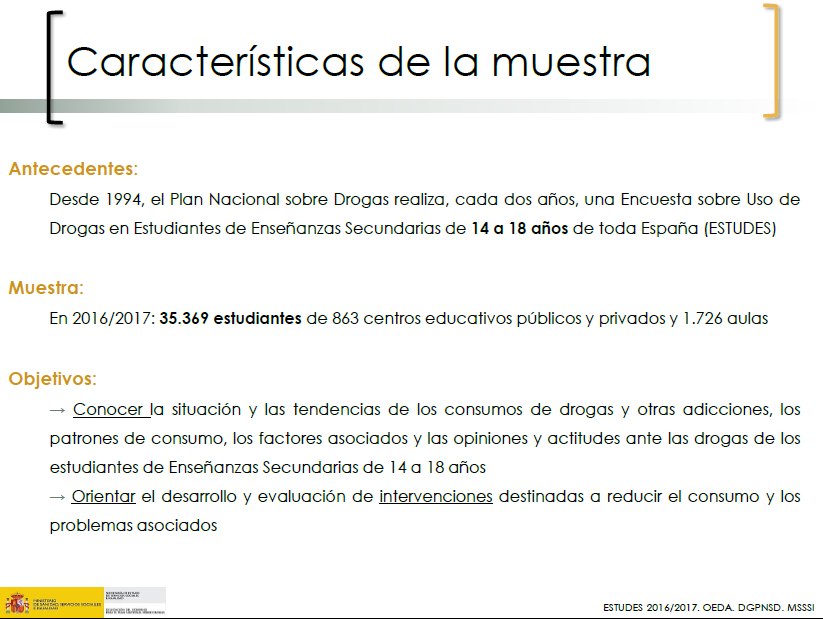 Características de la muestra
Antecedentes:
Desde 1994, el Plan Nacional sobre Drogas realiza, cada dos años, una Encuesta sobre Uso de
Drogas en Estudiantes de Enseñanzas Secundarias de 14 a 18 años de toda España (ESTUDES)
Muestra:
En 2016/2017: 35.369 estudiantes de 863 centros educativos públicos y privados y 1.726 aulas
Objetivos:
→ Conocer la situación y las tendencias de los consumos de drogas y otras adicciones, los
patrones de consumo, los factores asociados y las opiniones y actitudes ante las drogas de los
estudiantes de Enseñanzas Secundarias de 14 a 18 años
→ Orientar el desarrollo y evaluación de intervenciones destinadas a reducir el consumo y los
problemas asociados
MINISTERIO
DE SANIDAD, SERVICIOS SOCIALES
E IGUALDAD
ESTUDES 2016/2017. OEDA. DGPNSD. MSSSI